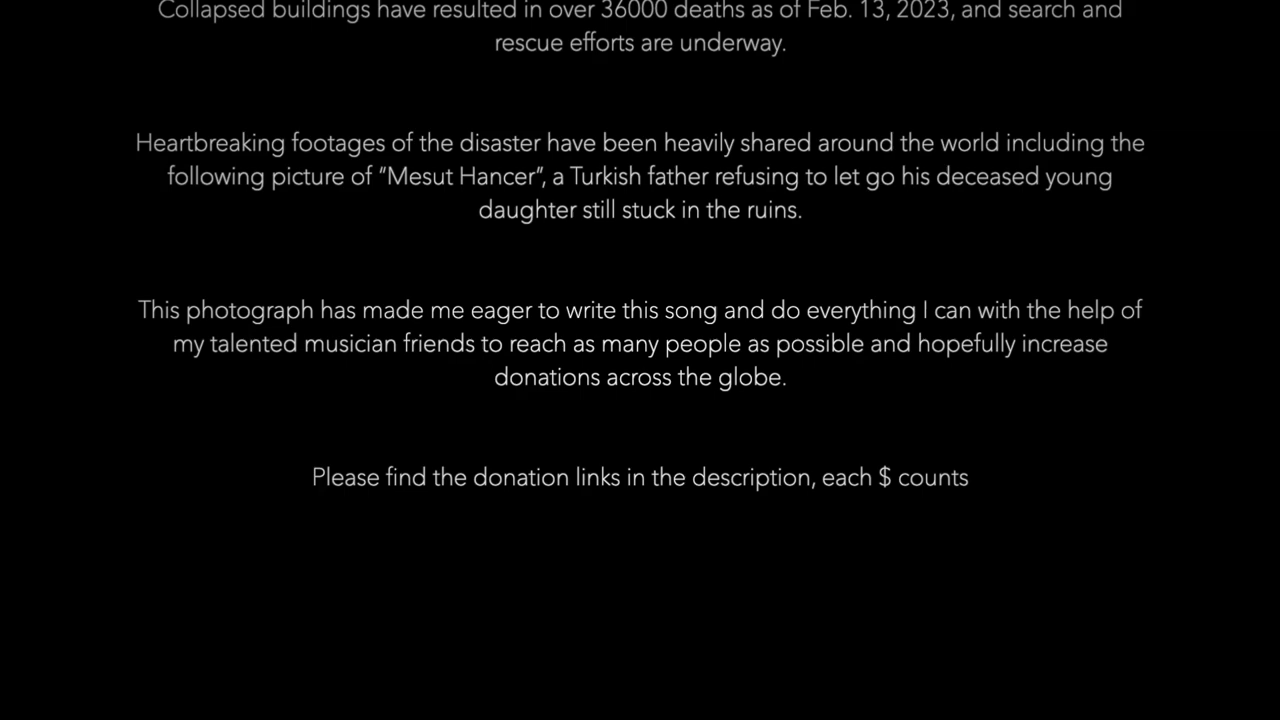 Collapsed buildings have resulted in over 36000 deaths as of Feb. 13, 2023, and search and
rescue efforts are underway.
Heartbreaking footages of the disaster have been heavily shared around the world including the
following picture of “Mesut Hancer”, a Turkish father refusing to let go his deceased young
daughter still stuck in the ruins.
This photograph has made me eager to write this song and do everything I can with the help of
my talented musician friends to reach as many people as possible and hopefully increase
donations across the globe.
Please find the donation links in the description, each $ counts